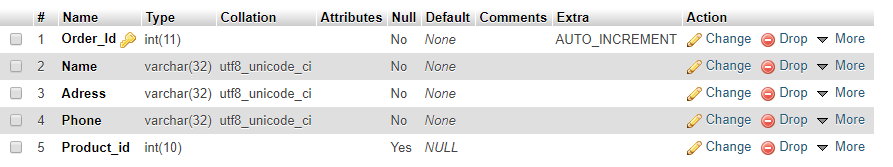 # Name Type Collation Attributes Null Default Comments Extra Action
1 Order_Id int(11) No None AUTO_INCREMENT Change Drop More
2 Name varchar(32) utf8_unicode_ci No None Change Drop More
3 Adress varchar(32) utf8_unicode_ci No None Change Drop More
4 Phone varchar(32) utf8_unicode_ci No None Change Drop More
5 Product_id int(10) Yes NULL Change Drop More